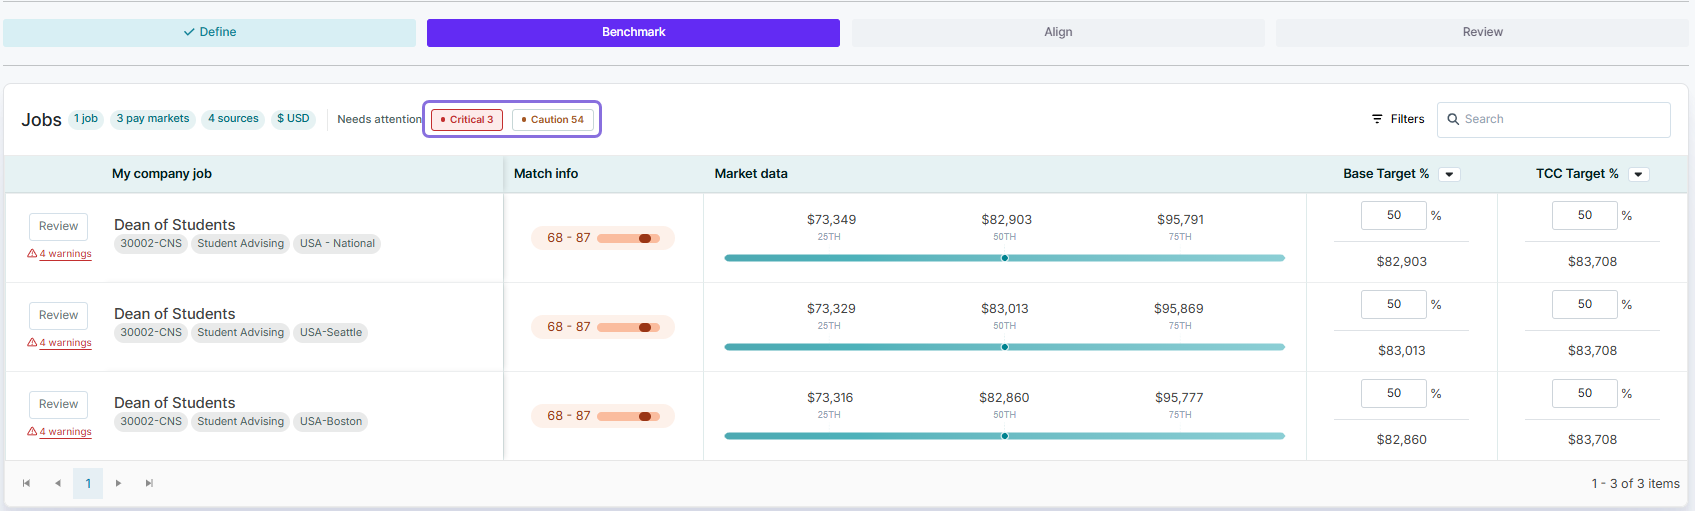 Define
Benchmark
Align
Review
Jobs 1 job 3 pay markets 4 sources $ USD Needs attention Critical 3 Caution 54 Filters Search
My company job Match info Market data Base Target % TCC Target %
Review
4 warnings
Dean of Students
30002-CNS Student Advising USA - National
68 - 87
$73,349 $82,903 $95,791
25TH 50TH 75TH
50 %
$82,903
50 %
$83,708
Review
4 warnings
Dean of Students
30002-CNS Student Advising USA-Seattle
68 - 87
$73,329 $83,013 $95,869
25TH 50TH 75TH
50 %
$83,013
50 %
$83,708
Review
4 warnings
Dean of Students
30002-CNS Student Advising USA-Boston
68 - 87
$73,316 $82,860 $95,777
25TH 50TH 75TH
50 %
$82,860
50 %
$83,708
1
1 - 3 of 3 items